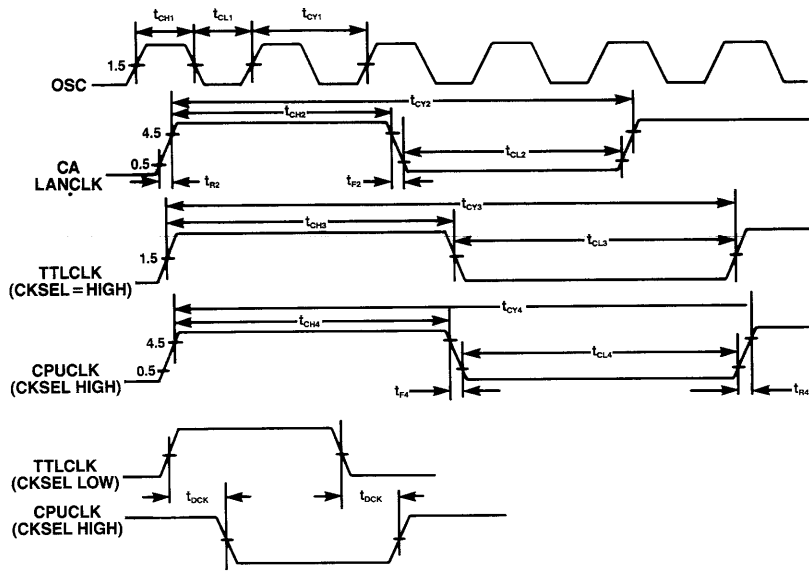 tCH1 tCL1 tCY1
1.5
OSC
tCY2
tCH2
4.5
0.5
tCL2
CA
LANCLK
tR2 tF2
tCY3
tCH3
tCL3
1.5
TTLCLK
(CKSEL=HIGH)
tCY4
tCH4
4.5
0.5
tCL4
CPUCLK
(CKSEL HIGH)
tF4 tR4
TTLCLK
(CKSEL LOW)
tDCK tDCK
CPUCLK
(CKSEL HIGH)